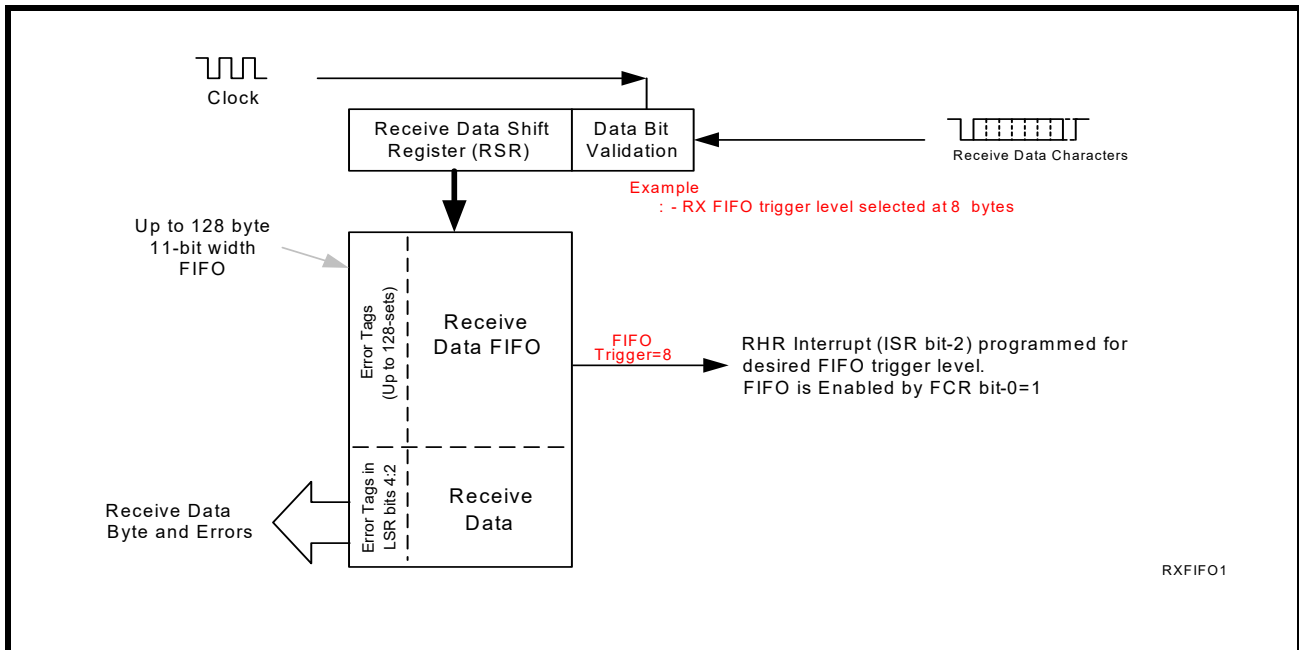 Clock
Receive Data Shift
Register (RSR)
Data Bit
Validation
Receive Data Characters
Example
: - RX FIFO trigger level selected at 8 bytes
Up to 128 byte
11-bit width
FIFO
Error Tags
(Up to 128-sets)
Receive
Data FIFO
FIFO
Trigger=8
RHR Interrupt (ISR bit-2) programmed for
desired FIFO trigger level.
FIFO is Enabled by FCR bit-0=1
Error Tags in
LSR bits 4:2
Receive
Data
Receive Data
Byte and Errors
RXFIFO1